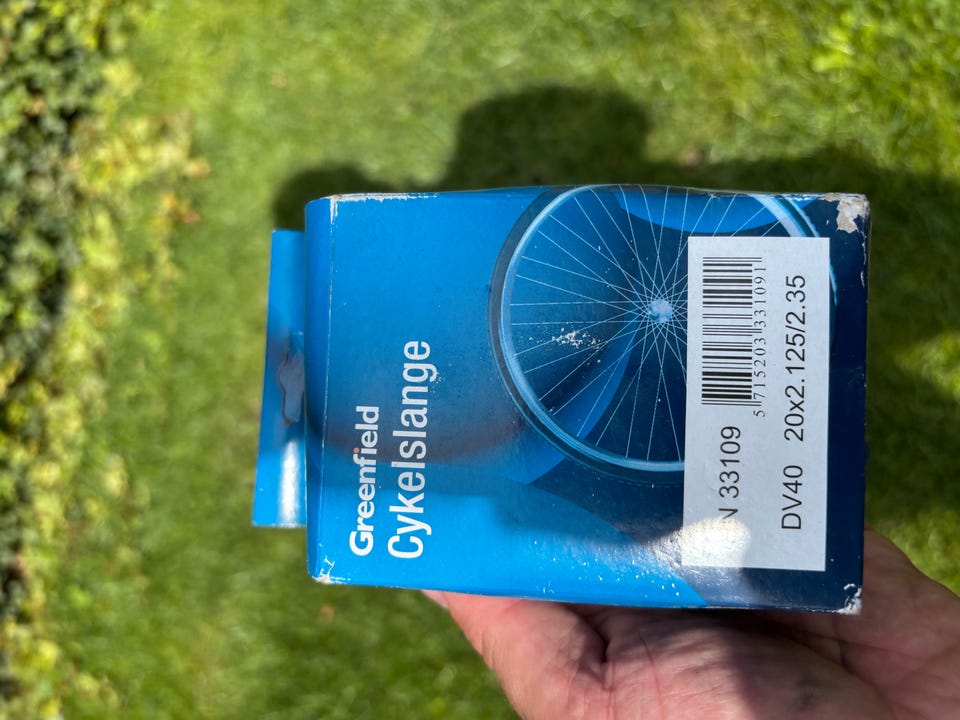 Greenfield
Cykelslange
5715203331091
N 33109
DV40 20x2.125/2.35